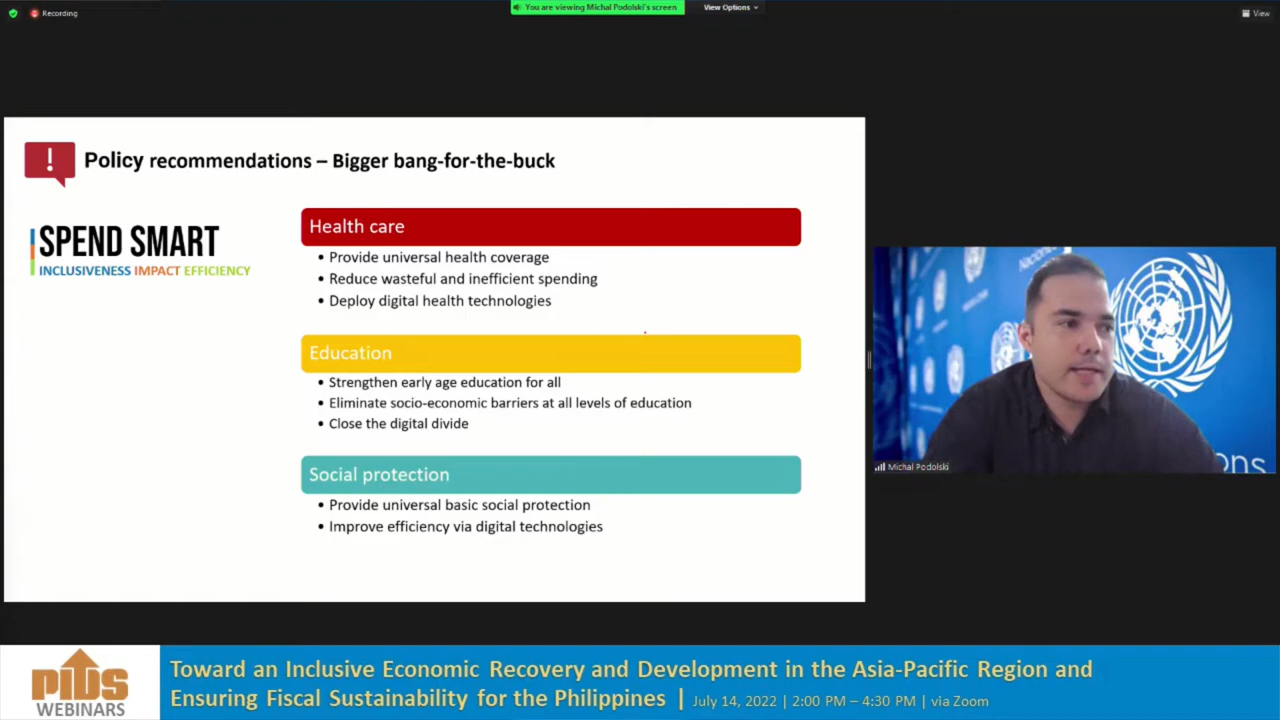 Recording
You are viewing Michal Podolski's screen
View Options
View
Policy recommendations – Bigger bang-for-the-buck
SPEND SMART
INCLUSIVENESS IMPACT EFFICIENCY
Health care
• Provide universal health coverage
• Reduce wasteful and inefficient spending
• Deploy digital health technologies
Education
• Strengthen early age education for all
• Eliminate socio-economic barriers at all levels of education
• Close the digital divide
Social protection
• Provide universal basic social protection
• Improve efficiency via digital technologies
Michal Podolski
PIDS
WEBINARS
Toward an Inclusive Economic Recovery and Development in the Asia-Pacific Region and
Ensuring Fiscal Sustainability for the Philippines | July 14, 2022 | 2:00 PM – 4:30 PM | via Zoom